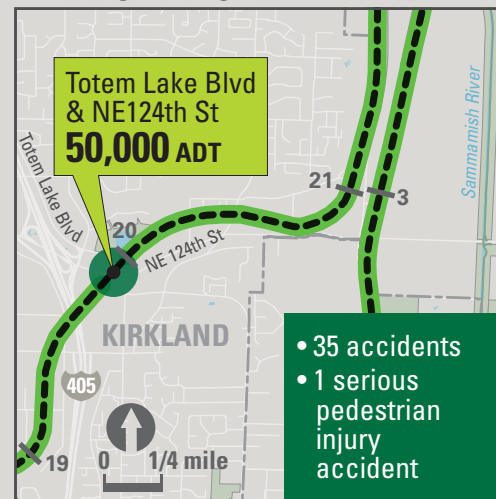 Totem Lake Blvd
& NE124th St
50,000 ADT
Totem Lake Blvd
Sammamish River
21
3
20
NE 124th St
KIRKLAND
405
19
0 1/4 mile
• 35 accidents
• 1 serious
pedestrian
injury
accident